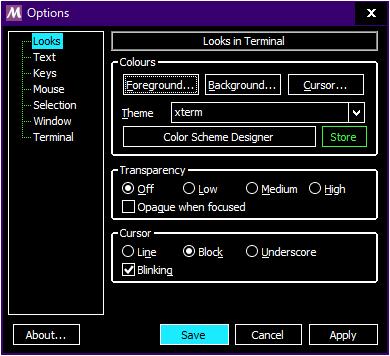 Options
Looks
Text
Keys
Mouse
Selection
Window
Terminal
Looks in Terminal
Colours
Foreground... Background... Cursor...
Theme xterm
Color Scheme Designer Store
Transparency
Off Low Medium High
Opaque when focused
Cursor
Line Block Underscore
Blinking
About... Save Cancel Apply